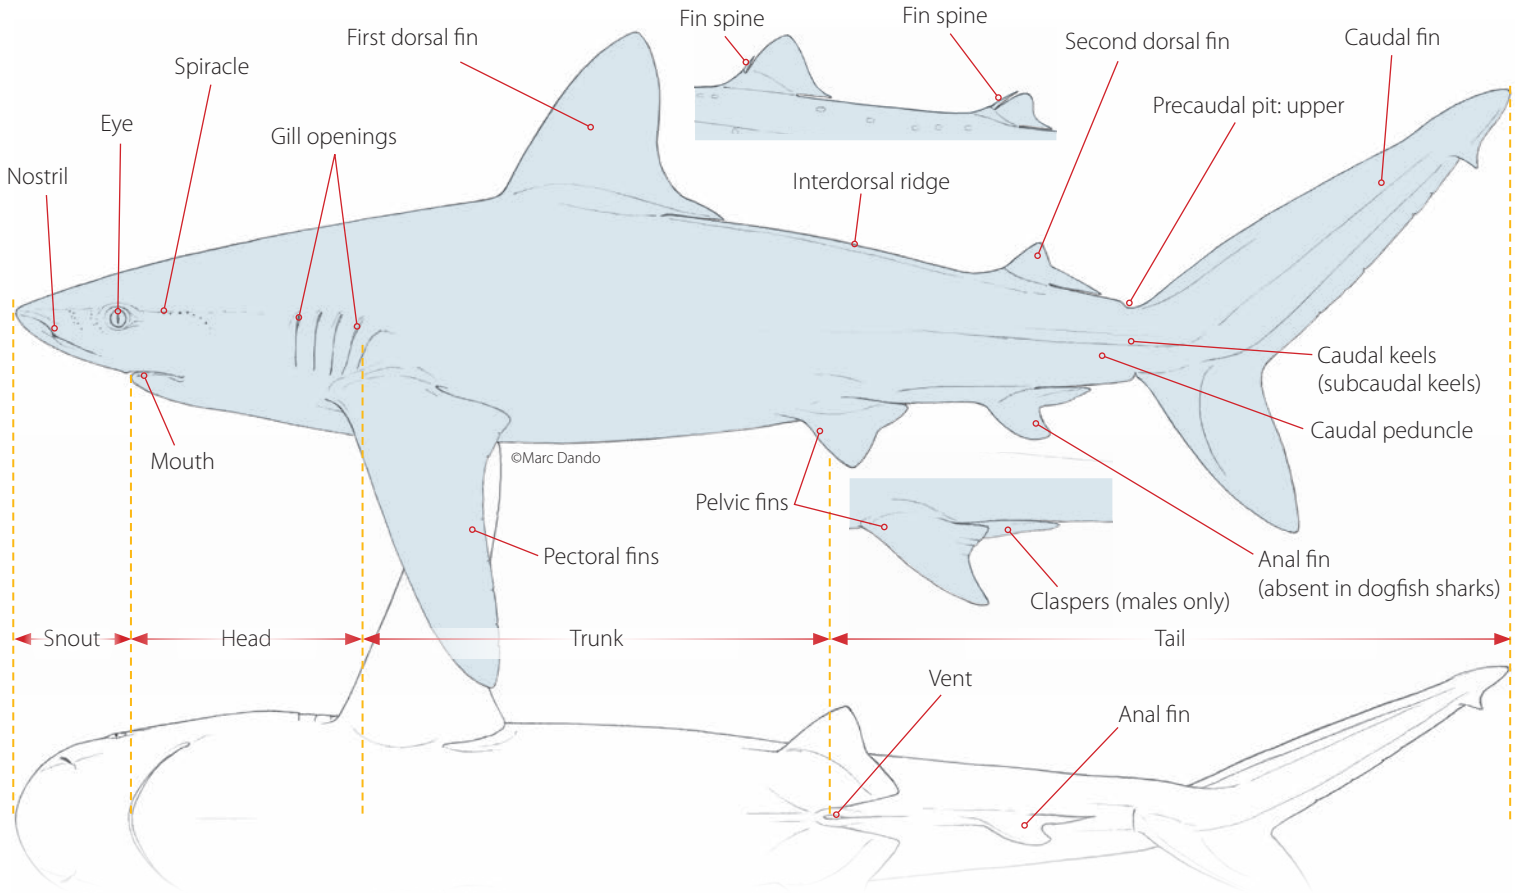 Fin spine
Fin spine
First dorsal fin
Second dorsal fin
Caudal fin
Spiracle
Precaudal pit: upper
Eye
Gill openings
Nostril
Interdorsal ridge
Caudal keels
(subcaudal keels)
Caudal peduncle
Mouth
©Marc Dando
Pelvic fins
Pectoral fins
Anal fin
(absent in dogfish sharks)
Claspers (males only)
Snout
Head
Trunk
Tail
Vent
Anal fin